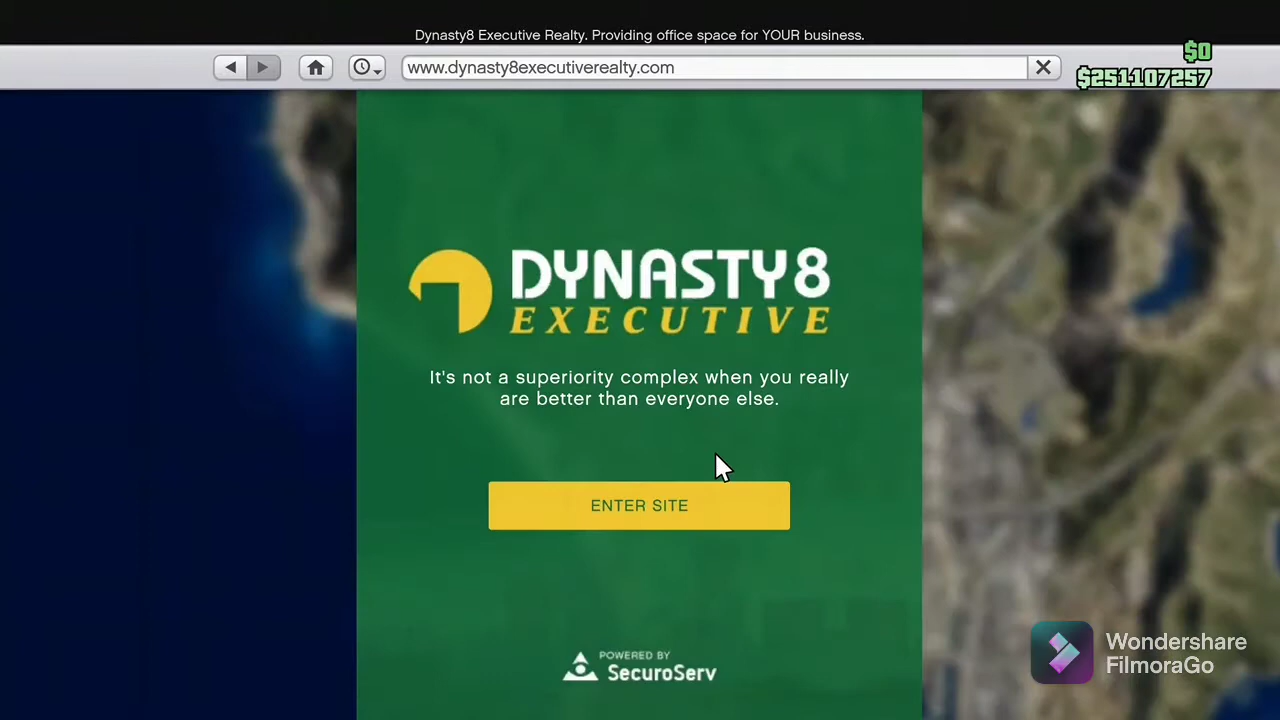 Dynasty8 Executive Realty. Providing office space for YOUR business.
$0
www.dynasty8executiverealty.com
$251107257
DYNASTY8
EXECUTIVE
It's not a superiority complex when you really
are better than everyone else.
ENTER SITE
POWERED BY
SecuroServ
Wondershare
FilmoraGo